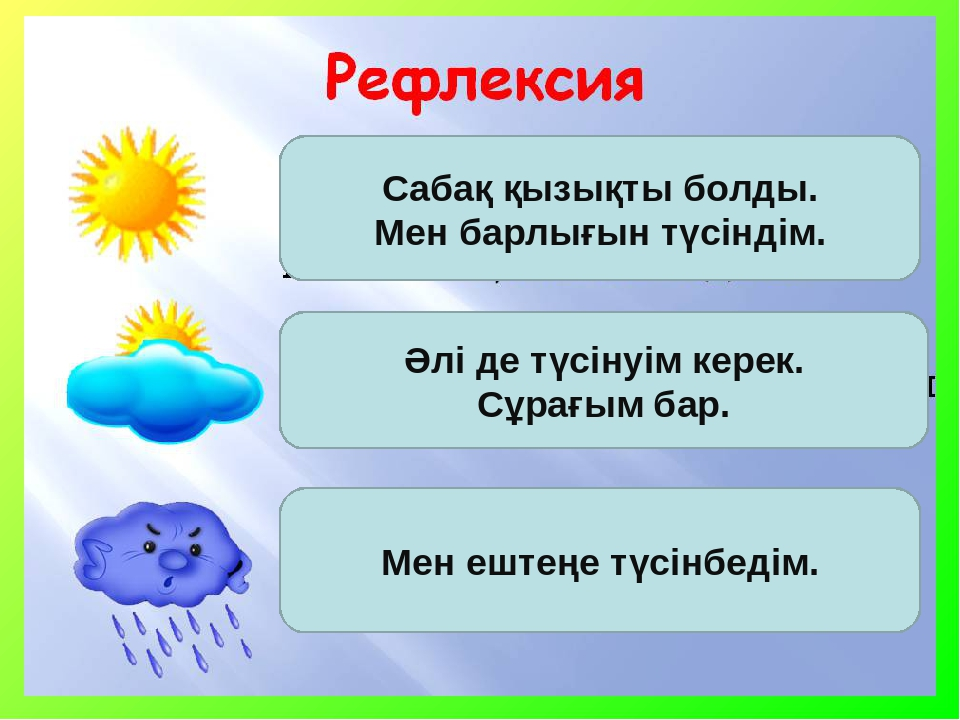 Рефлексия
Сабақ қызықты болды.
Мен барлығын түсіндім.
Әлі де түсінуім керек.
Сұрағым бар.
Мен ештеңе түсінбедім.